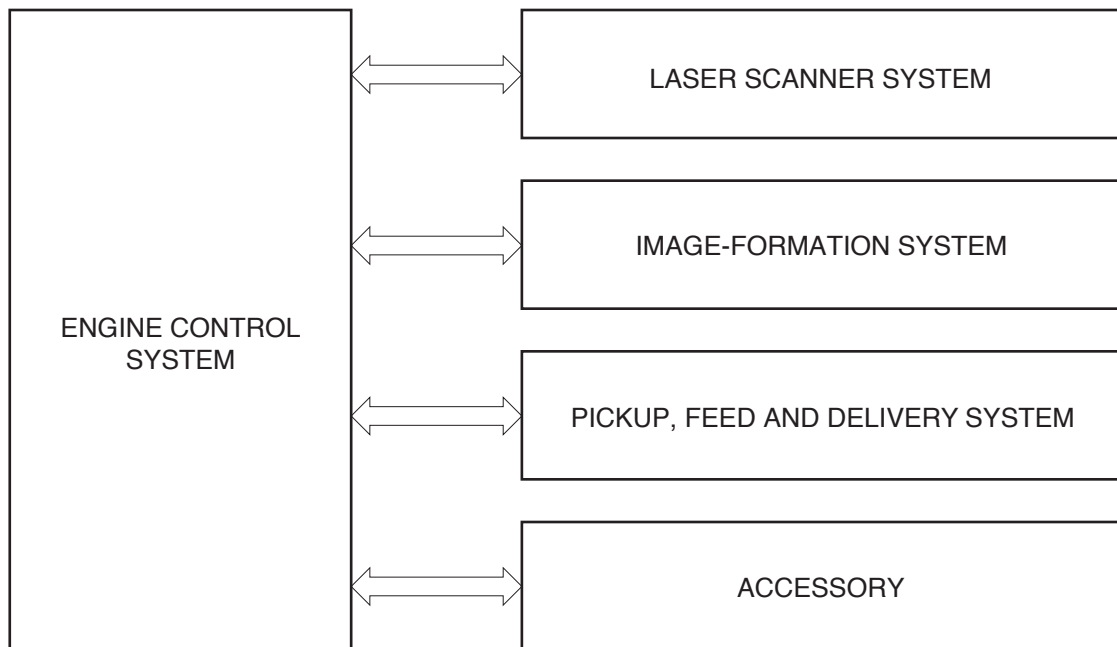 LASER SCANNER SYSTEM
IMAGE-FORMATION SYSTEM
ENGINE CONTROL
SYSTEM
PICKUP, FEED AND DELIVERY SYSTEM
ACCESSORY